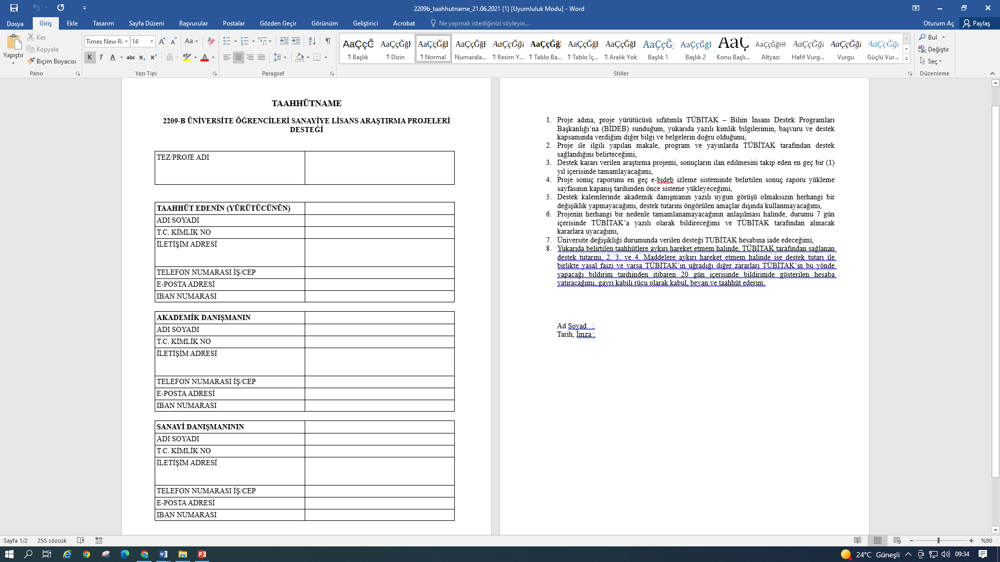 2209b_taahhutname_21.06.2021 (1) [Uyumluluk Modu] - Word
Dosya Giriş Ekle Tasarım Sayfa Düzeni Başvurular Postalar Gözden Geçir Görünüm Geliştirici Acrobat Ne yapmak istediğinizi söyleyin... Oturum Aç Paylaş
Yapıştır
Kes
Kopyala
Biçim Boyacısı
Pano
Times New Ro 14
Aa
K T A abc x₂ x²
Yazı Tipi
Paragraf
AaÇçĞ AaÇçĞğH AaÇçĞğH AaÇçĞğH AaÇçĞğI AaÇçĞğ AaÇçĞğI AaÇçĞğI AaÇçĞ AaÇçĞğI AaÇ AaÇçĞğHI AaÇçĞğI AaÇçĞğI AaÇçĞğI
¶ Başlık ¶ Dizin ¶ Normal Numarala... ¶ Resim Y... ¶ Tablo Ba... ¶ Tablo İç... ¶ Aralık Yok Başlık 1 Başlık 2 Konu Başlı... Altyazı Hafif Vurg... Vurgu Güçlü Vur...
Stiller
Bul
Değiştir
Seç
Düzenleme
TAAHHÜTNAME
2209-B ÜNİVERSİTE ÖĞRENCİLERİ SANAYİYE LİSANS ARAŞTIRMA PROJELERİ
DESTEĞİ
TEZ/PROJE ADI
TAAHHÜT EDENİN (YÜRÜTÜCÜNÜN)
ADI SOYADI
T.C. KİMLİK NO
İLETİŞİM ADRESİ
TELEFON NUMARASI İŞ/CEP
E-POSTA ADRESİ
IBAN NUMARASI
AKADEMİK DANIŞMANIN
ADI SOYADI
T.C. KİMLİK NO
İLETİŞİM ADRESİ
TELEFON NUMARASI İŞ/CEP
E-POSTA ADRESİ
IBAN NUMARASI
SANAYİ DANIŞMANININ
ADI SOYADI
T.C. KİMLİK NO
İLETİŞİM ADRESİ
TELEFON NUMARASI İŞ/CEP
E-POSTA ADRESİ
IBAN NUMARASI
1. Proje adına, proje yürütücüsü sıfatımla TÜBİTAK – Bilim İnsanı Destek Programları
Başkanlığı’na (BİDEB) sunduğum, yukarıda yazılı kimlik bilgilerimin, başvuru ve destek
kapsamında verdiğim diğer bilgi ve belgelerin doğru olduğunu,
2. Proje ile ilgili yapılan makale, program ve yayınlarda TÜBİTAK tarafından destek
sağlandığını belirteceğimi,
3. Destek kararı verilen araştırma projemi, sonuçların ilan edilmesini takip eden en geç bir (1)
yıl içerisinde tamamlayacağımı,
4. Proje sonuç raporunu en geç e-bideb izleme sisteminde belirtilen sonuç raporu yükleme
sayfasının kapanış tarihinden önce sisteme yükleyeceğimi,
5. Destek kalemlerinde akademik danışmanın yazılı uygun görüşü olmaksızın herhangi bir
değişiklik yapmayacağımı, destek tutarını öngörülen amaçlar dışında kullanmayacağımı,
6. Projenin herhangi bir nedenle tamamlanamayacağının anlaşılması halinde, durumu 7 gün
içerisinde TÜBİTAK’a yazılı olarak bildireceğimi ve TÜBİTAK tarafından alınacak
kararlara uyacağımı,
7. Üniversite değişikliği durumunda verilen desteği TUBİTAK hesabına iade edeceğimi,
8. Yukarıda belirtilen taahhütlere aykırı hareket etmem halinde, TÜBİTAK tarafından sağlanan
destek tutarını, 2, 3, ve 4. Maddelere aykırı hareket etmem halinde ise destek tutarı ile
birlikte yasal faizi ve varsa TÜBİTAK’ın uğradığı diğer zararları TÜBİTAK’ın bu yönde
yapacağı bildirim tarihinden itibaren 20 gün içerisinde bildirimde gösterilen hesaba
yatıracağımı, gayri kabili rücu olarak kabul, beyan ve taahhüt ederim.
Ad Soyad :
Tarih, İmza :
Sayfa 1/2 255 sözcük %90
24°C Güneşli 09:34